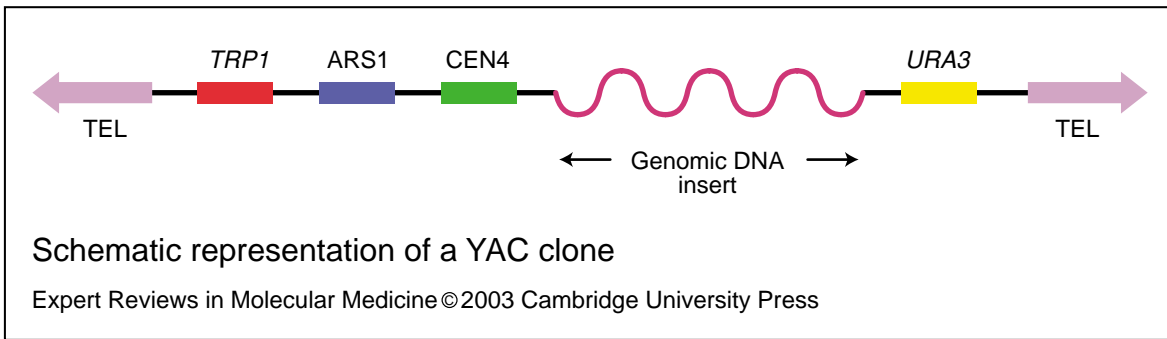 TRP1 ARS1 CEN4 URA3
TEL TEL
Genomic DNA
insert
Schematic representation of a YAC clone
Expert Reviews in Molecular Medicine © 2003 Cambridge University Press